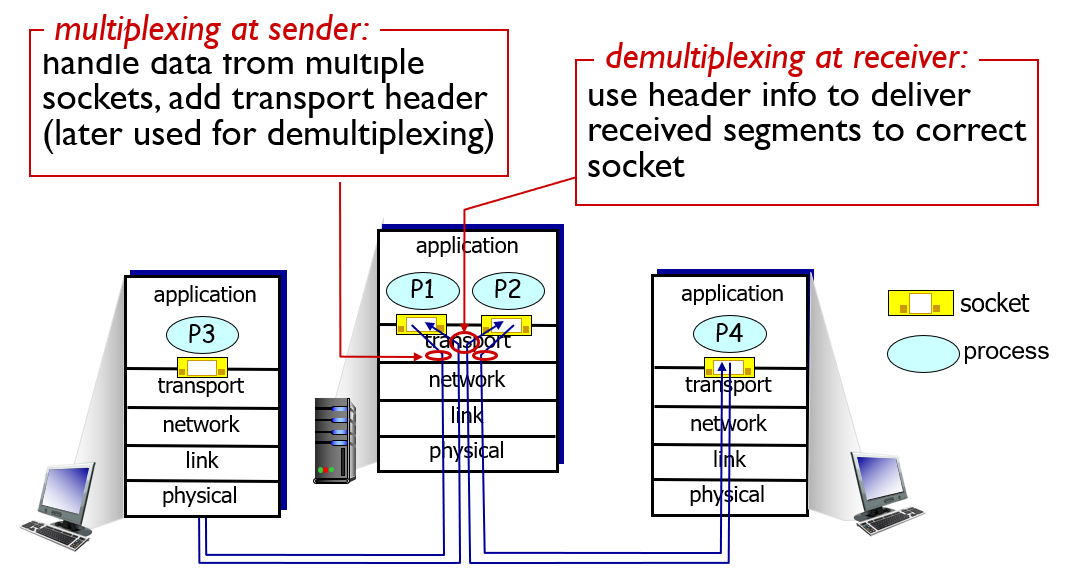 multiplexing at sender:
handle data from multiple
sockets, add transport header
(later used for demultiplexing)
demultiplexing at receiver:
use header info to deliver
received segments to correct
socket
application
P3
transport
network
link
physical
application
P1 P2
transport
network
link
physical
application
P4
transport
network
link
physical
socket
process